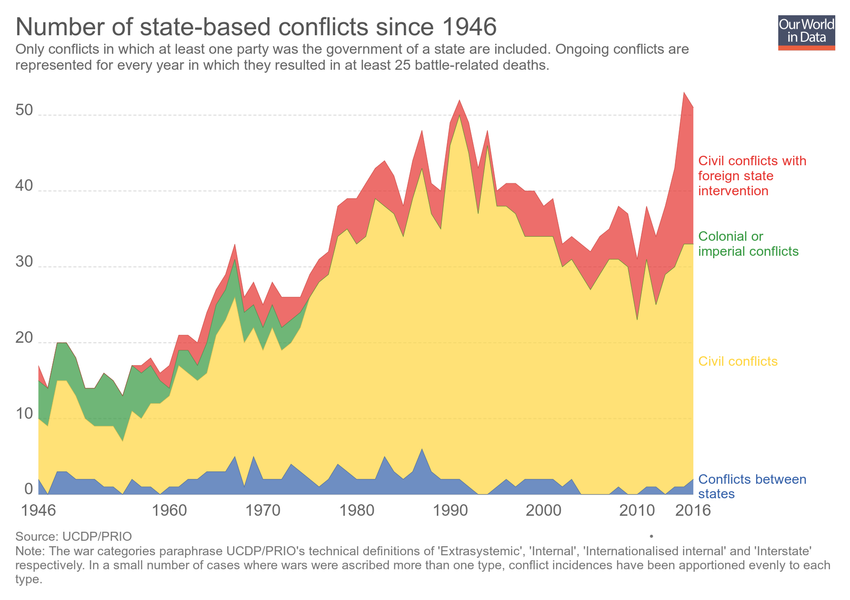 Number of state-based conflicts since 1946
Our World
in Data
Only conflicts in which at least one party was the government of a state are included. Ongoing conflicts are
represented for every year in which they resulted in at least 25 battle-related deaths.
50
40
30
20
10
0
Civil conflicts with
foreign state
intervention
Colonial or
imperial conflicts
Civil conflicts
Conflicts between
states
1946 1960 1970 1980 1990 2000 2010 2016
Source: UCDP/PRIO
Note: The war categories paraphrase UCDP/PRIO's technical definitions of 'Extrasystemic', 'Internal', 'Internationalised internal' and 'Interstate'
respectively. In a small number of cases where wars were ascribed more than one type, conflict incidences have been apportioned evenly to each
type.